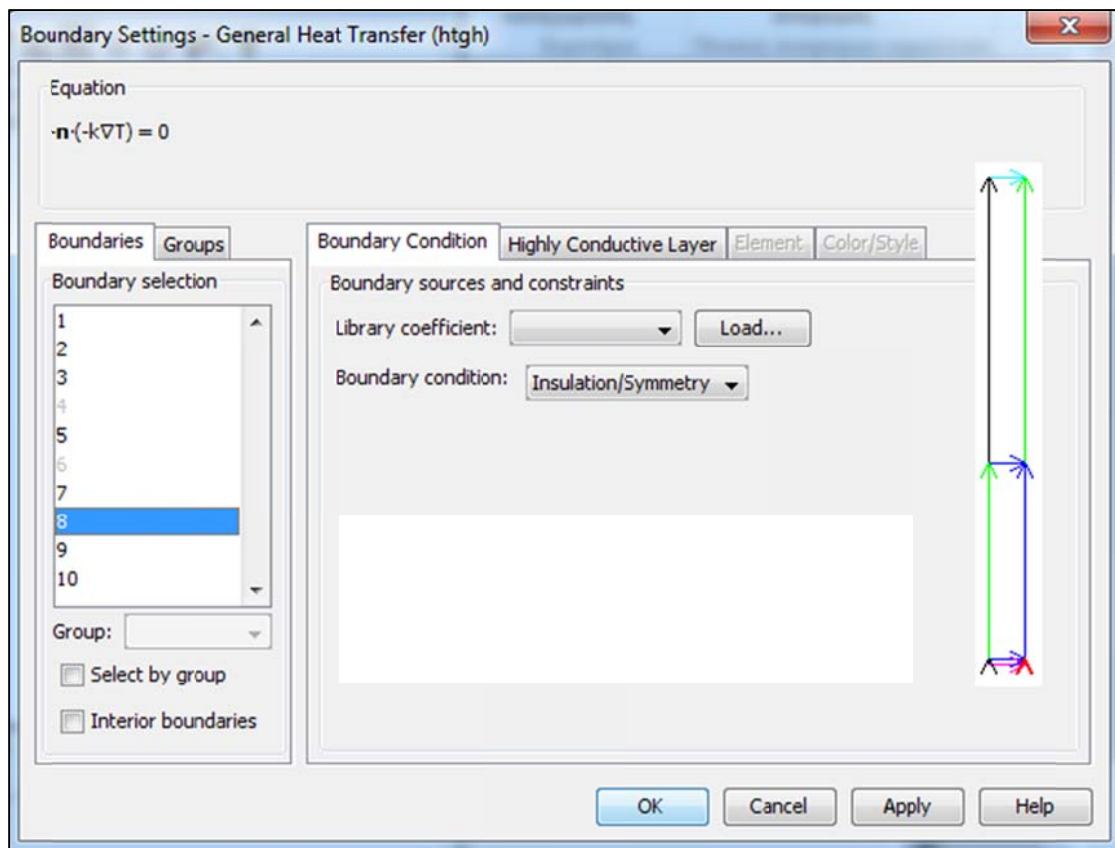 Boundary Settings - General Heat Transfer (htgh)
Equation
-n·(-k∇T) = 0
Boundaries Groups
Boundary selection
1
2
3
4
5
6
7
8
9
10
Group:
Select by group
Interior boundaries
Boundary Condition Highly Conductive Layer Element Color/Style
Boundary sources and constraints
Library coefficient: Load...
Boundary condition: Insulation/Symmetry
OK Cancel Apply Help